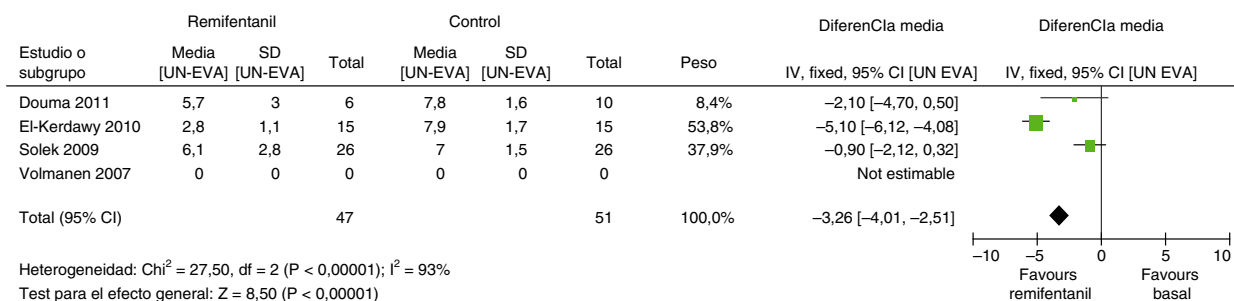 Remifentanil Control DiferenCIa media DiferenCIa media
Estudio o subgrupo Media [UN-EVA] SD [UN-EVA] Total Media [UN-EVA] SD [UN-EVA] Total Peso IV, fixed, 95% CI [UN EVA] IV, fixed, 95% CI [UN EVA]
Douma 2011 5,7 3 6 7,8 1,6 10 8,4% –2,10 [–4,70, 0,50]
El-Kerdawy 2010 2,8 1,1 15 7,9 1,7 15 53,8% –5,10 [–6,12, –4,08]
Solek 2009 6,1 2,8 26 7 1,5 26 37,9% –0,90 [–2,12, 0,32]
Volmanen 2007 0 0 0 0 0 0 Not estimable
Total (95% CI) 47 51 100,0% –3,26 [–4,01, –2,51]
–10 –5 0 5 10
Favours remifentanil Favours basal
Heterogeneidad: Chi² = 27,50, df = 2 (P < 0,00001); I² = 93%
Test para el efecto general: Z = 8,50 (P < 0,00001)